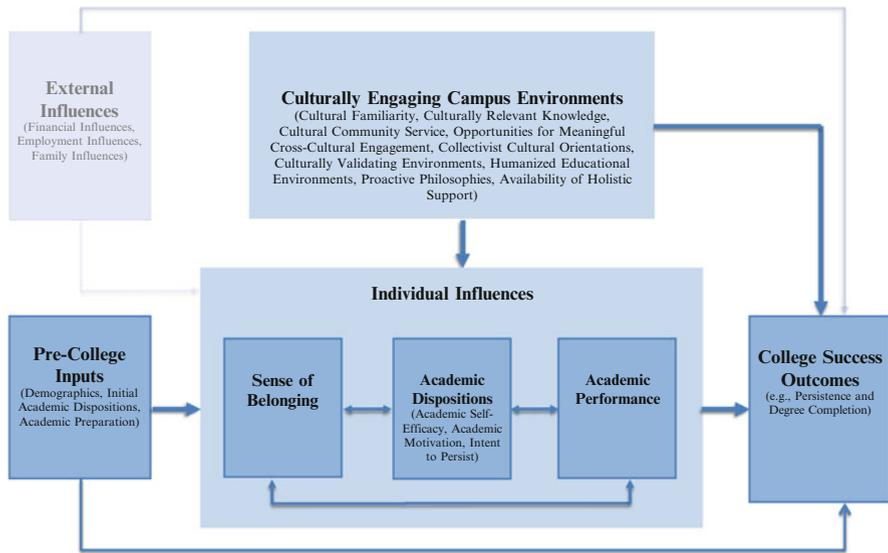 External
Influences
(Financial Influences,
Employment Influences,
Family Influences)
Culturally Engaging Campus Environments
(Cultural Familiarity, Culturally Relevant Knowledge,
Cultural Community Service, Opportunities for Meaningful
Cross-Cultural Engagement, Collectivist Cultural Orientations,
Culturally Validating Environments, Humanized Educational
Environments, Proactive Philosophies, Availability of Holistic
Support)
Individual Influences
Pre-College
Inputs
(Demographics, Initial
Academic Dispositions,
Academic Preparation)
Sense of
Belonging
Academic
Dispositions
(Academic Self-
Efficacy, Academic
Motivation, Intent
to Persist)
Academic
Performance
College Success
Outcomes
(e.g., Persistence and
Degree Completion)